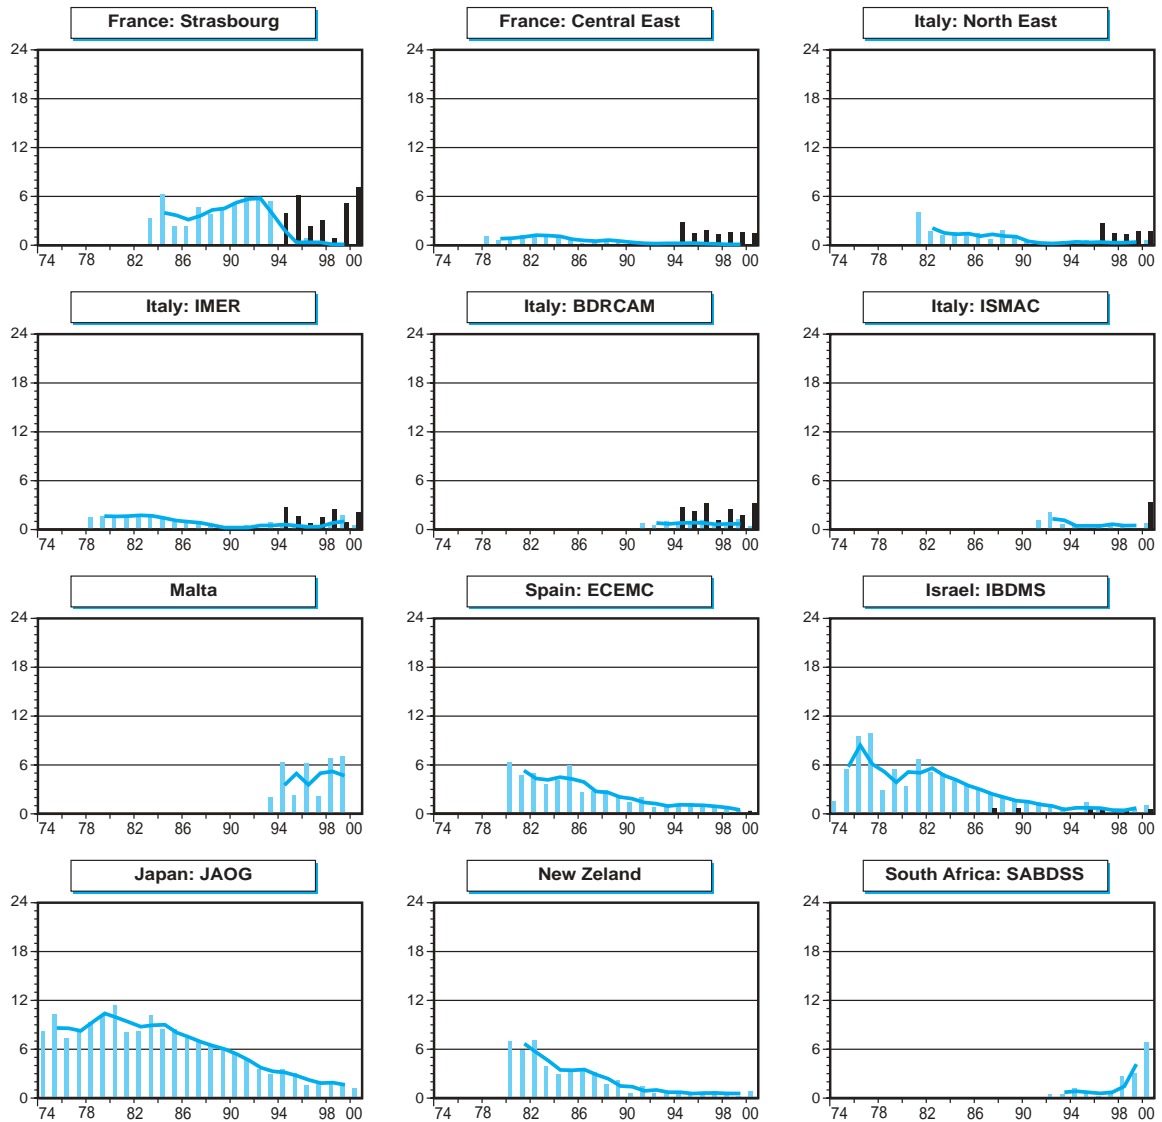 France: Strasbourg
France: Central East
Italy: North East
24 18 12 6 0
74 78 82 86 90 94 00
24 18 12 6 0
74 78 82 86 90 94 98 00
24 18 12 6 0
74 78 82 86 90 94 98 00
Italy: IMER
Italy: BDRCAM
Italy: ISMAC
24 18 12 6 0
74 78 82 86 90 94 98 00
24 18 12 6 0
74 78 82 86 90 94 98 00
24 18 12 6 0
74 78 82 86 90 94 98 00
Malta
Spain: ECEMC
Israel: IBDMS
24 18 12 6 0
74 78 82 86 90 94 98 00
24 18 12 6 0
74 78 82 86 90 94 98 00
24 18 12 6 0
74 78 82 86 90 94 98 00
Japan: JAOG
New Zeland
South Africa: SABDSS
24 18 12 6 0
74 78 82 86 90 94 98 00
24 18 12 6 0
74 78 82 86 90 94 98 00
24 18 12 6 0
74 78 82 86 90 94 98 00